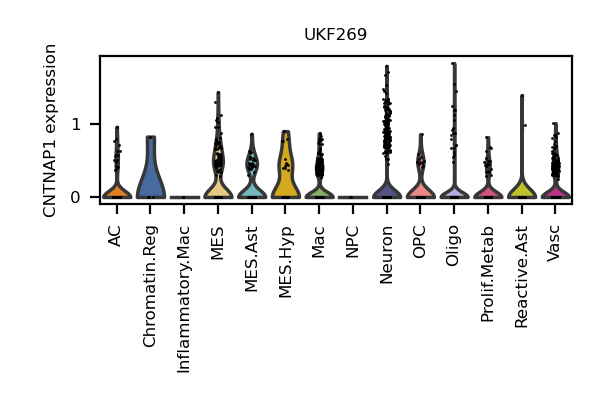 UKF269
CNTNAP1 expression
1
0
AC
Chromatin.Reg
Inflammatory.Mac
MES
MES.Ast
MES.Hyp
Mac
NPC
Neuron
OPC
Oligo
Prolif.Metab
Reactive.Ast
Vasc